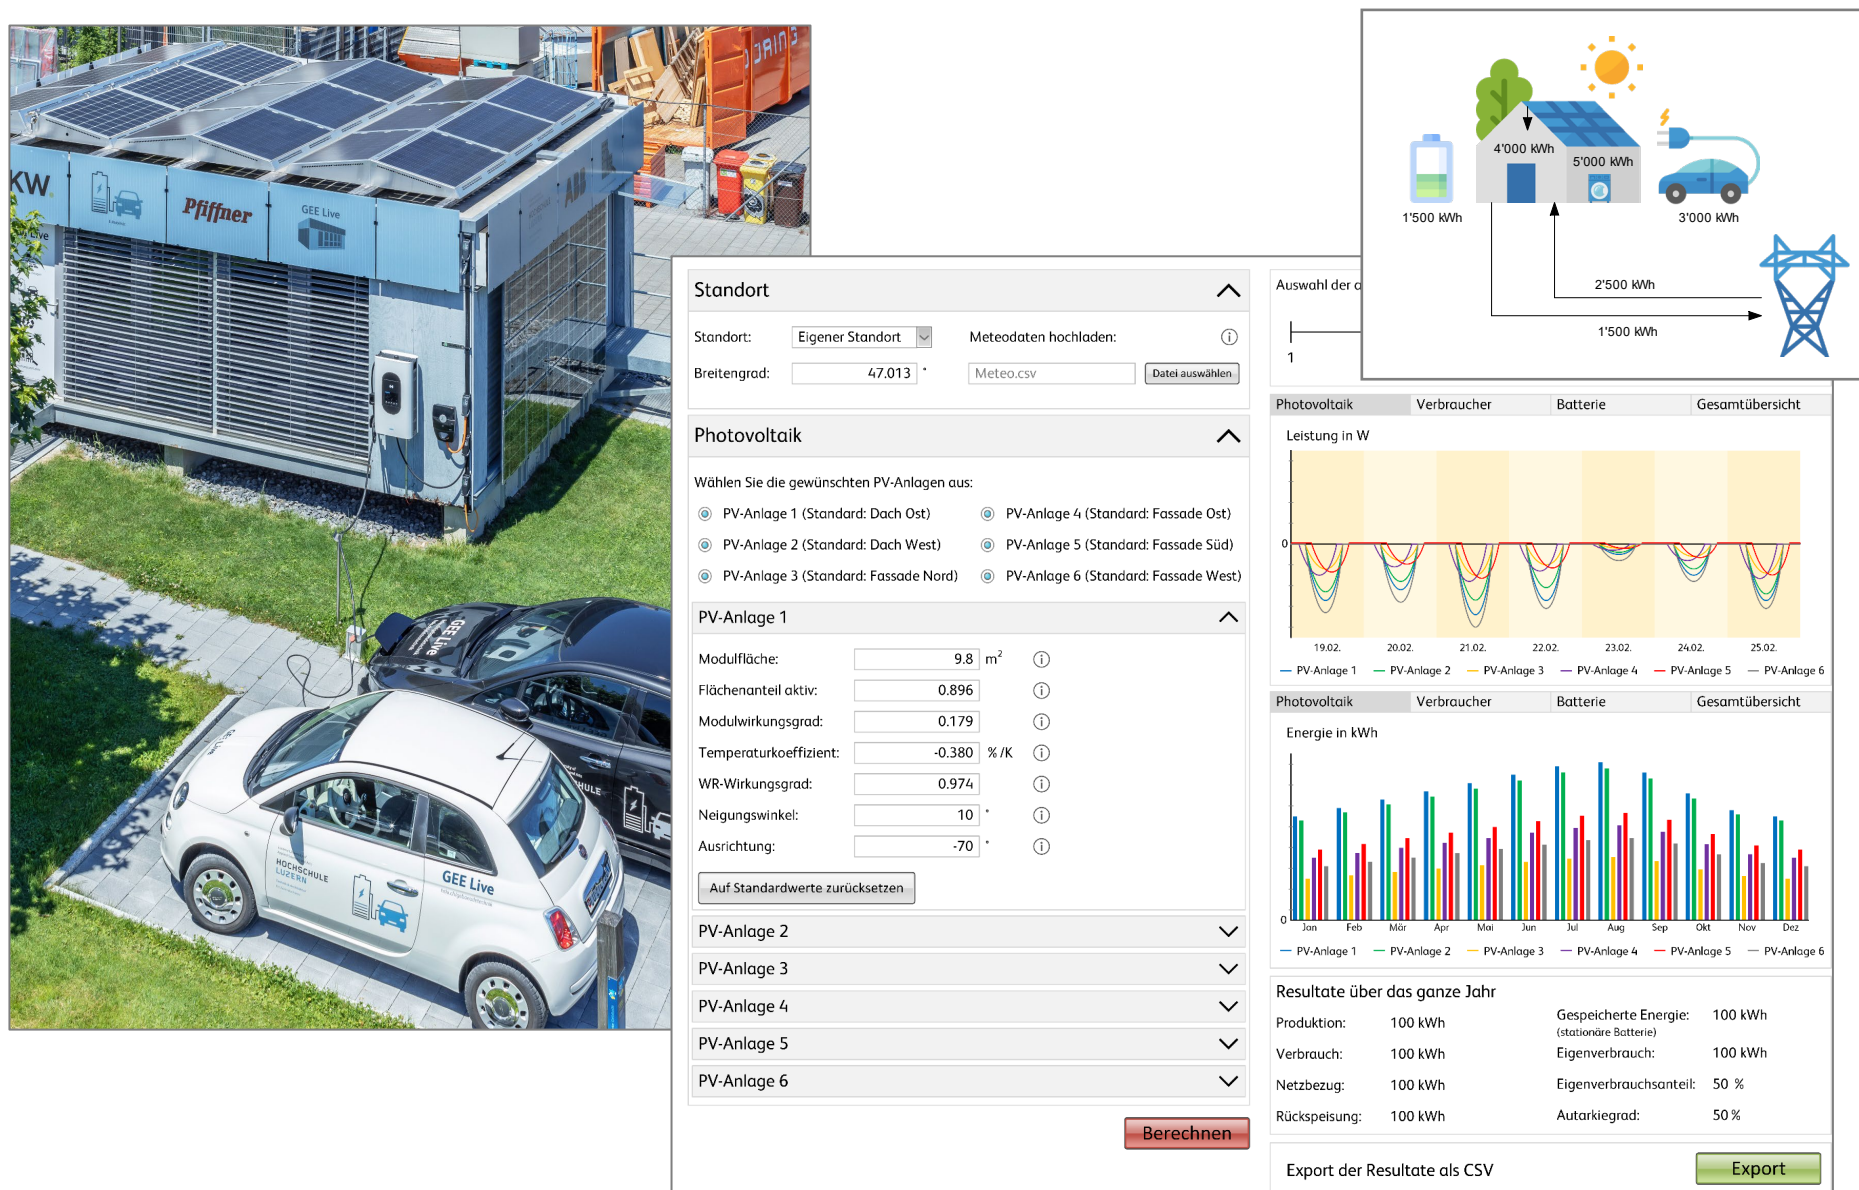 KW
Pfiffner
GEE Live
ABB
GEE Live
HOCHSCHULE
LUZERN
GEE Live
4'000 kWh
5'000 kWh
1'500 kWh
3'000 kWh
2'500 kWh
1'500 kWh
Standort
Standort:
Eigener Standort
Meteodaten hochladen:
Breitengrad:
47.013 °
Meteo.csv
Datei auswählen
Photovoltaik
Wählen Sie die gewünschten PV-Anlagen aus:
PV-Anlage 1 (Standard: Dach Ost)
PV-Anlage 4 (Standard: Fassade Ost)
PV-Anlage 2 (Standard: Dach West)
PV-Anlage 5 (Standard: Fassade Süd)
PV-Anlage 3 (Standard: Fassade Nord)
PV-Anlage 6 (Standard: Fassade West)
PV-Anlage 1
Modulfläche: 9.8 m²
Flächenanteil aktiv: 0.896
Modulwirkungsgrad: 0.179
Temperaturkoeffizient: -0.380 %/K
WR-Wirkungsgrad: 0.974
Neigungswinkel: 10 °
Ausrichtung: -70 °
Auf Standardwerte zurücksetzen
PV-Anlage 2
PV-Anlage 3
PV-Anlage 4
PV-Anlage 5
PV-Anlage 6
Berechnen
Auswahl der
1
Photovoltaik Verbraucher Batterie Gesamtübersicht
Leistung in W
0
19.02. 20.02. 21.02. 22.02. 23.02. 24.02. 25.02.
PV-Anlage 1 PV-Anlage 2 PV-Anlage 3 PV-Anlage 4 PV-Anlage 5 PV-Anlage 6
Photovoltaik Verbraucher Batterie Gesamtübersicht
Energie in kWh
0
Jan Feb Mär Apr Mai Jun Jul Aug Sep Okt Nov Dez
PV-Anlage 1 PV-Anlage 2 PV-Anlage 3 PV-Anlage 4 PV-Anlage 5 PV-Anlage 6
Resultate über das ganze Jahr
Produktion: 100 kWh
Gespeicherte Energie: 100 kWh
(stationäre Batterie)
Verbrauch: 100 kWh
Eigenverbrauch: 100 kWh
Netzbezug: 100 kWh
Eigenverbrauchsanteil: 50 %
Rückspeisung: 100 kWh
Autarkiegrad: 50 %
Export der Resultate als CSV
Export